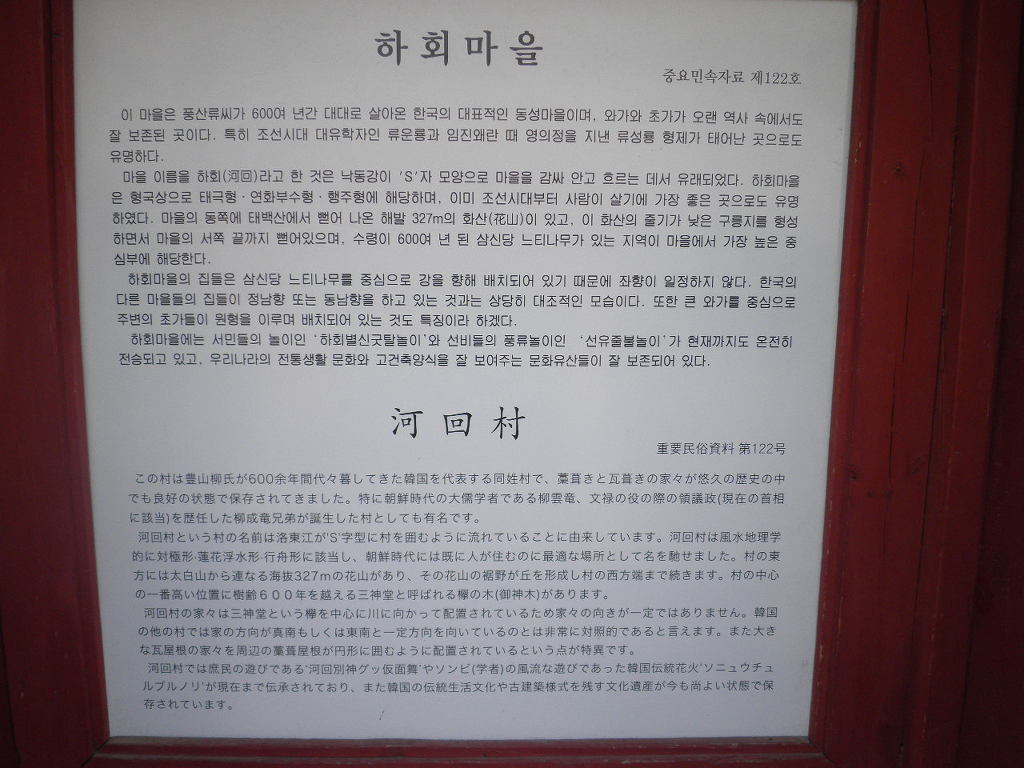 하회마을
중요민속자료 제122호
이 마을은 풍산류씨가 600여 년간 대대로 살아온 한국의 대표적인 동성마을이며, 와가와 초가가 오랜 역사 속에서도
잘 보존된 곳이다. 특히 조선시대 대유학자인 류운룡과 임진왜란 때 영의정을 지낸 류성룡 형제가 태어난 곳으로도
유명하다.
마을 이름을 하회(河回)라고 한 것은 낙동강이 'S'자 모양으로 마을을 감싸 안고 흐르는 데서 유래되었다. 하회마을
은 형국상으로 태극형·연화부수형·행주형에 해당하며, 이미 조선시대부터 사람이 살기에 가장 좋은 곳으로도 유명
하였다. 마을의 동쪽에 태백산에서 뻗어 나온 해발 327m의 화산(花山)이 있고, 이 화산의 줄기가 낮은 구릉지를 형성
하면서 마을의 서쪽 끝까지 뻗어있으며, 수령이 600여 년 된 삼신당 느티나무가 있는 지역이 마을에서 가장 높은 중
심부에 해당한다.
하회마을의 집들은 삼신당 느티나무를 중심으로 강을 향해 배치되어 있기 때문에 좌향이 일정하지 않다. 한국의
다른 마을들의 집들이 정남향 또는 동남향을 하고 있는 것과는 상당히 대조적인 모습이다. 또한 큰 와가를 중심으로
주변의 초가들이 원형을 이루며 배치되어 있는 것도 특징이라 하겠다.
하회마을에는 서민들의 놀이인 '하회별신굿탈놀이'와 선비들의 풍류놀이인 '선유줄불놀이'가 현재까지도 온전히
전승되고 있고, 우리나라의 전통생활 문화와 고건축양식을 잘 보여주는 문화유산들이 잘 보존되어 있다.
河回村
重要民俗資料 第122号
この村は豊山柳氏が600余年間代々暮してきた韓国を代表する同姓村で、藁葺きと瓦葺きの家々が悠久の歴史の中
でも良好の状態で保存されてきました。特に朝鮮時代の大儒学者である柳雲竜、文禄の役の際の領議政(現在の首相
に該当)を歴任した柳成竜兄弟が誕生した村としても有名です。
河回村という村の名前は洛東江が'S'字型に村を囲むように流れていることに由来しています。河回村は風水地理学
的に対極形·蓮花浮水形·行舟形に該当し、朝鮮時代には既に人が住むのに最適な場所として名を馳せました。村の東
方には太白山から連なる海抜327mの花山があり、その花山の裾野が丘を形成し村の西方端まで続きます。村の中心
の一番高い位置に樹齢６００年を越える三神堂と呼ばれる欅の木(御神木)があります。
河回村の家々は三神堂という欅を中心に川に向かって配置されているため家々の向きが一定ではありません。韓国
の他の村では家の方向が真南もしくは東南と一定方向を向いているのとは非常に対照的であると言えます。また大き
な瓦屋根の家々を周辺の藁葺屋根が円形に囲むように配置されているという点が特異です。
河回村では庶民の遊びである'河回別神グッ仮面舞'やソンビ(学者)の風流な遊びであった韓国伝統花火'ソニュウチュ
ルブルノリ'が現在まで伝承されており、また韓国の伝統生活文化や古建築様式を残す文化遺産が今も尚よい状態で保
存されています。